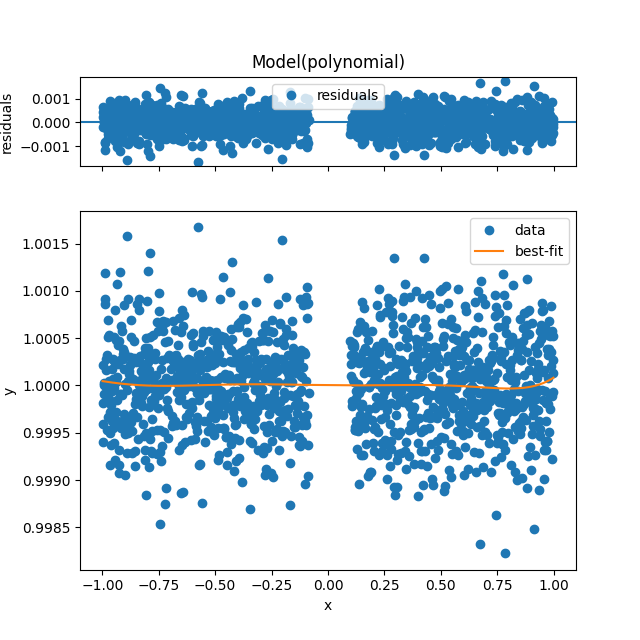 Model(polynomial)
0.001
0.000
−0.001
residuals
residuals
1.0015
1.0010
1.0005
1.0000
0.9995
0.9990
0.9985
y
data
best-fit
−1.00 −0.75 −0.50 −0.25 0.00 0.25 0.50 0.75 1.00
x